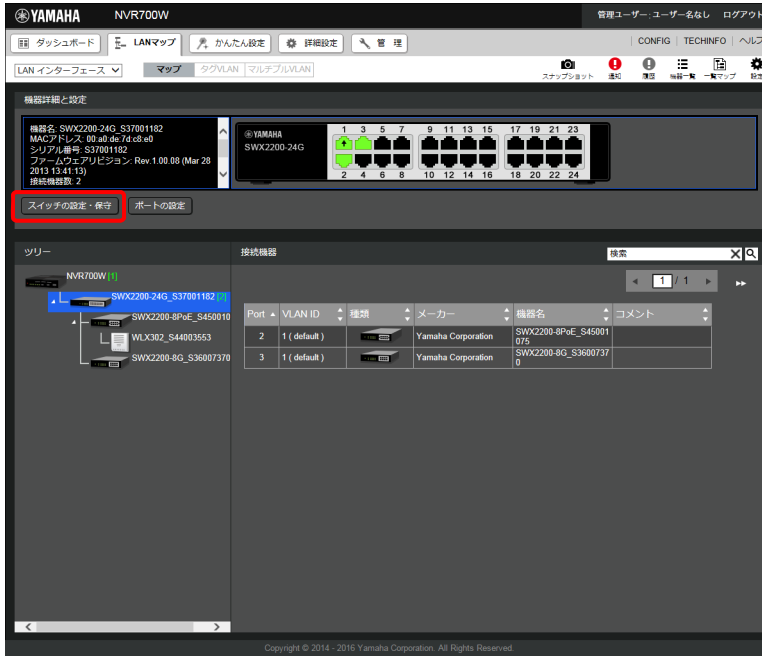 YAMAHA NVR700W 管理ユーザー: ユーザー名なし ログアウト
ダッシュボード LANマップ かんたん設定 詳細設定 管 理 CONFIG TECHINFO ヘルプ
LAN インターフェース マップ タグVLAN マルチプルVLAN スナップショット 通知 履歴 機器一覧 一覧マップ 設定
機器詳細と設定
機器名: SWX2200-24G_S37001182
MACアドレス: 00:a0:de:7d:c8:e0
シリアル番号: S37001182
ファームウェアリビジョン: Rev.1.00.08 (Mar 28
2013 13:41:13)
接続機器数: 2
YAMAHA
SWX2200-24G
1 3 5 7 9 11 13 15 17 19 21 23
2 4 6 8 10 12 14 16 18 20 22 24
スイッチの設定・保守 ポートの設定
ツリー
NVR700W [1]
SWX2200-24G_S37001182 [2]
SWX2200-8PoE_S450010
WLX302_S44003553
SWX2200-8G_S36007370
接続機器 検索
1 / 1
Port VLAN ID 種類 メーカー 機器名 コメント
2 1 ( default ) Yamaha Corporation SWX2200-8PoE_S45001
075
3 1 ( default ) Yamaha Corporation SWX2200-8G_S3600737
0
Copyright © 2014 - 2016 Yamaha Corporation. All Rights Reserved.